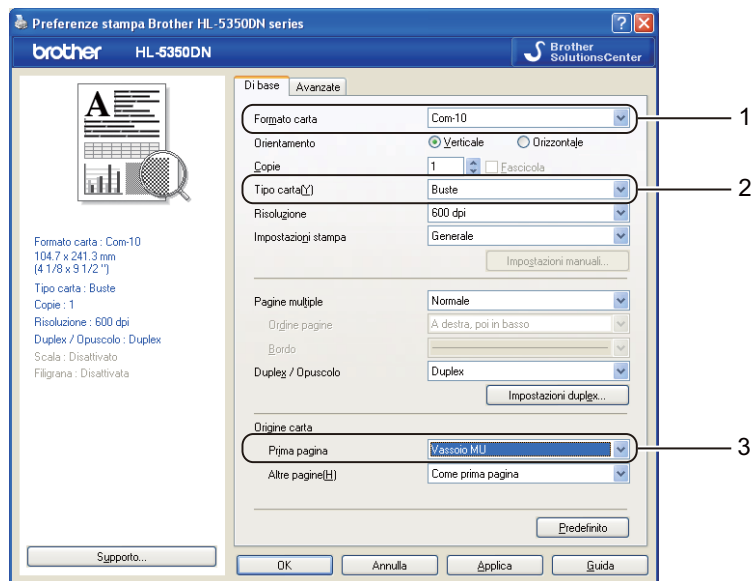 Preferenze stampa Brother HL-5350DN series
brother HL-5350DN
Brother
SolutionsCenter
Di base Avanzate
Formato carta Com-10 1
Orientamento Verticale Orizzontale
Copie 1 Fascicola
Tipo carta(Y) Buste 2
Risoluzione 600 dpi
Impostazioni stampa Generale
Impostazioni manuali...
Pagine multiple Normale
Ordine pagine A destra, poi in basso
Bordo
Duplex / Opuscolo Duplex
Impostazioni duplex...
Origine carta
Prima pagina Vassoio MU 3
Altre pagine(H) Come prima pagina
Predefinito
A
Formato carta : Com-10
104.7 x 241.3 mm
(4 1/8 x 9 1/2 ")
Tipo carta : Buste
Copie : 1
Risoluzione : 600 dpi
Duplex / Opuscolo : Duplex
Scala : Disattivato
Filigrana : Disattivata
Supporto...
OK Annulla Applica Guida